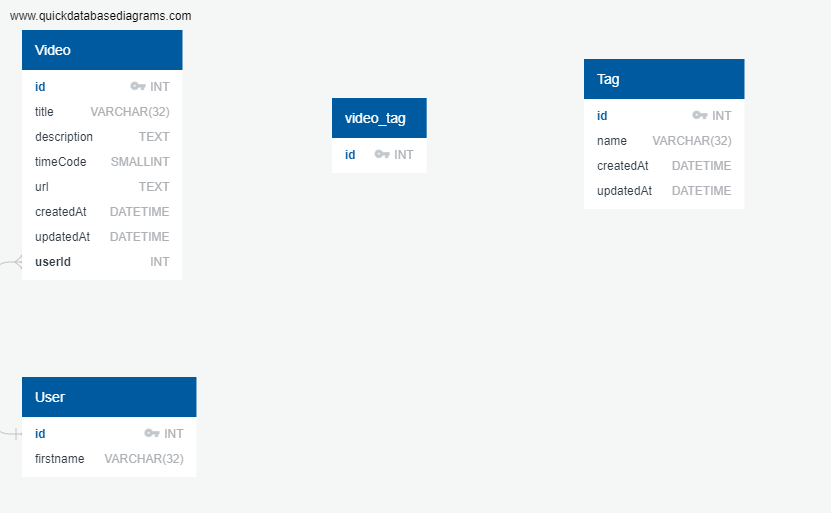 www.quickdatabasediagrams.com
Video
id INT
title VARCHAR(32)
description TEXT
timeCode SMALLINT
url TEXT
createdAt DATETIME
updatedAt DATETIME
userId INT
video_tag
id INT
Tag
id INT
name VARCHAR(32)
createdAt DATETIME
updatedAt DATETIME
User
id INT
firstname VARCHAR(32)